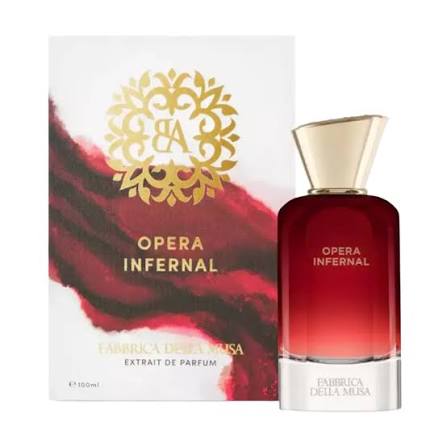 BA
OPERA
INFERNAL
FABBRICA DELLA MUSA
EXTRAIT DE PARFUM
℮ 100ml
OPERA
INFERNAL
FABBRICA
DELLA MUSA